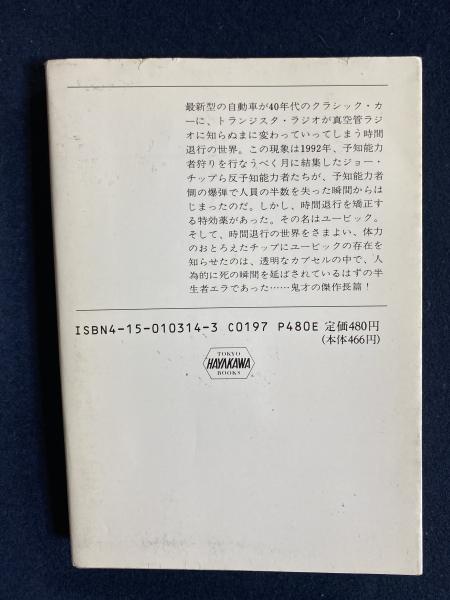 最新型の自動車が40年代のクラシック・カ
ーに、トランジスタ・ラジオが真空管ラジ
オに知らぬまに変わっていってしまう時間
退行の世界。この現象は1992年、予知能力
者狩りを行なうべく月に結集したジョー・
チップら反予知能力者たちが、予知能力者
側の爆弾で人員の半数を失った瞬間からは
じまったのだ。しかし、時間退行を矯正す
る特効薬があった。その名はユービック。
そして、時間退行の世界をさまよい、体力
のおとろえたチップにユービックの存在を
知らせたのは、透明なカプセルの中で、人
為的に死の瞬間を延ばされているはずの半
生者エラであった……鬼才の傑作長篇！
ISBN4-15-010314-3 C0197 P480E 定価480円
(本体466円)
TOKYO
HAYAKAWA
BOOKS